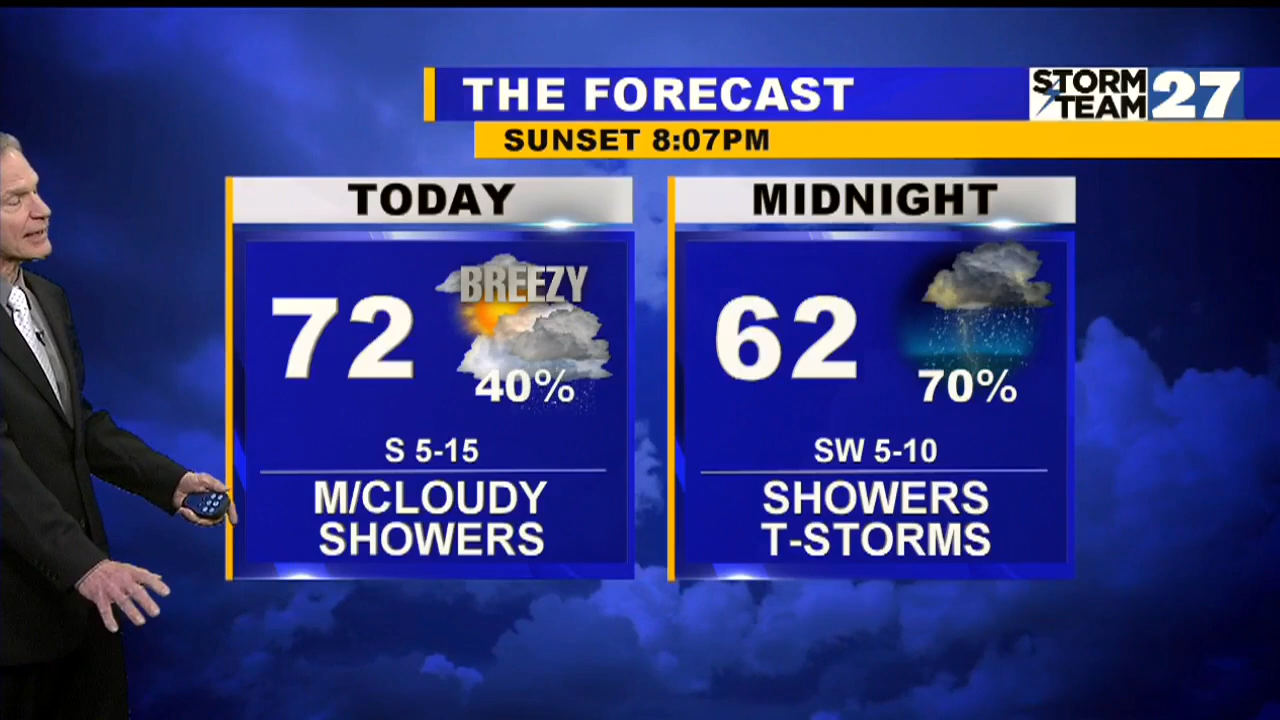 THE FORECAST
STORM TEAM 27
SUNSET 8:07PM
TODAY
BREEZY
72
40%
S 5-15
M/CLOUDY
SHOWERS
MIDNIGHT
62
70%
SW 5-10
SHOWERS
T-STORMS